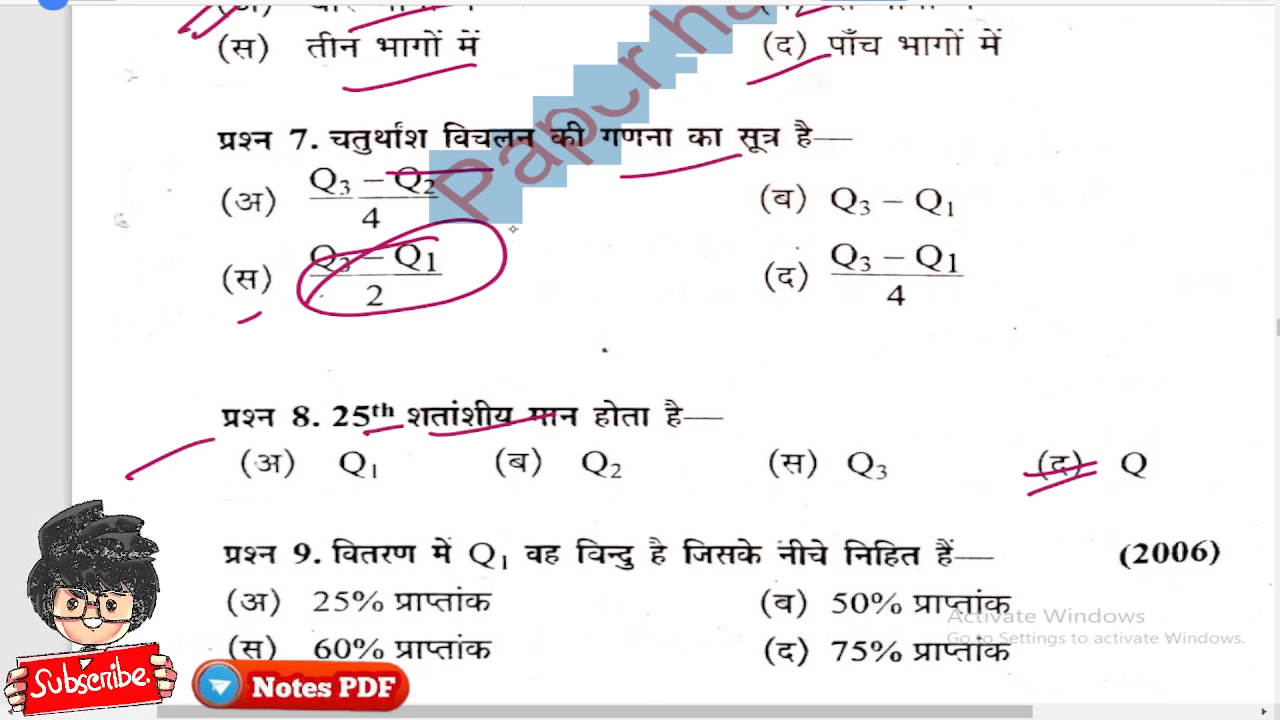 (स) तीन भागों में (द) पाँच भागों में
प्रश्न 7. चतुर्थांश विचलन की गणना का सूत्र है—
(अ) Q₃ – Q₂ / 4 (ब) Q₃ – Q₁
(स) Q₃ – Q₁ / 2 (द) Q₃ – Q₁ / 4
प्रश्न 8. 25th शतांशीय मान होता है—
(अ) Q₁ (ब) Q₂ (स) Q₃ (द) Q
प्रश्न 9. वितरण में Q₁ वह विन्दु है जिसके नीचे निहित हैं— (2006)
(अ) 25% प्राप्तांक (ब) 50% प्राप्तांक
(स) 60% प्राप्तांक (द) 75% प्राप्तांक
Activate Windows
Go to Settings to activate Windows.
Subscribe.
Notes PDF